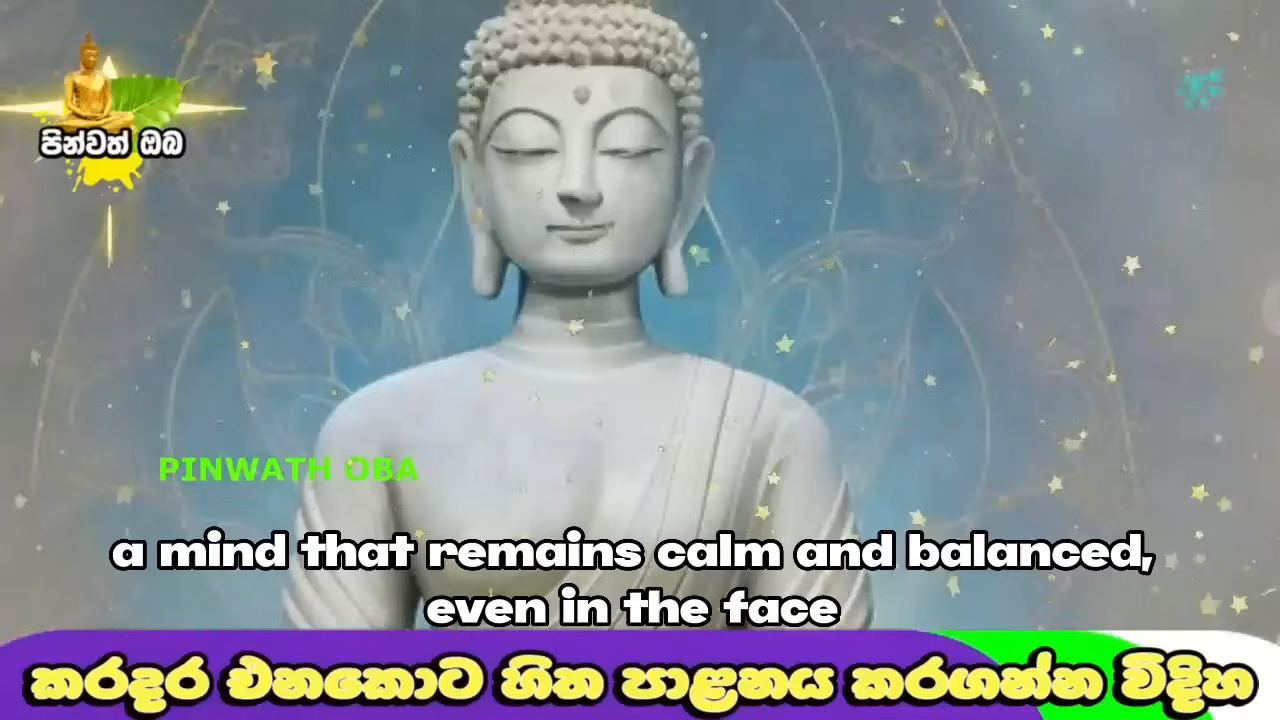 පින්වත් ඔබ
PINWATH OBA
a mind that remains calm and balanced,
even in the face
කරදර එනකොට හිත පාළනය කරගන්න විදිහ